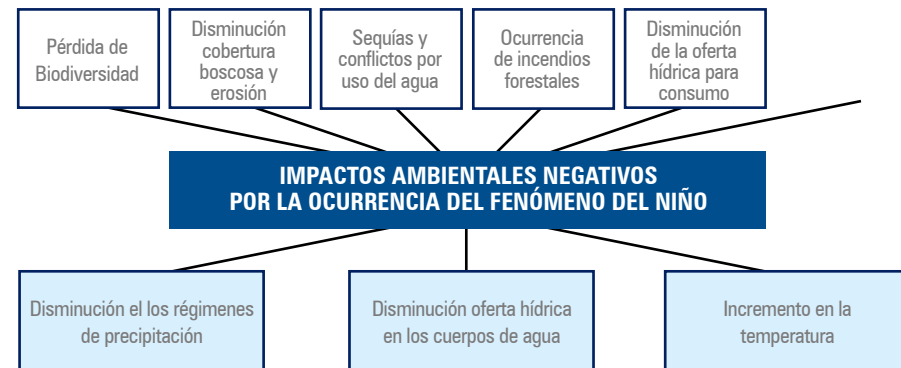 Pérdida de
Biodiversidad
Disminución
cobertura
boscosa y
erosión
Sequías y
conflictos por
uso del agua
Ocurrencia
de incendios
forestales
Disminución
de la oferta
hídrica para
consumo
IMPACTOS AMBIENTALES NEGATIVOS
POR LA OCURRENCIA DEL FENÓMENO DEL NIÑO
Disminución el los régimenes
de precipitación
Disminución oferta hídrica
en los cuerpos de agua
Incremento en la
temperatura